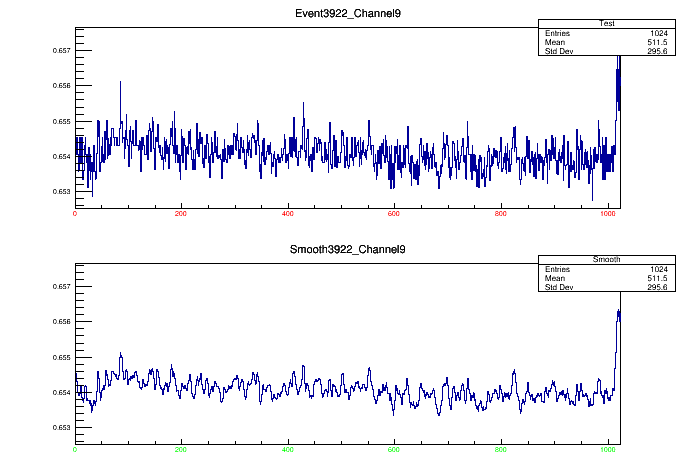 Event3922_Channel9
Test
Entries 1024
Mean 511.5
Std Dev 295.6
0.657
0.656
0.655
0.654
0.653
0 200 400 600 800 1000
Smooth3922_Channel9
Smooth
Entries 1024
Mean 511.5
Std Dev 295.6
0.657
0.656
0.655
0.654
0.653
0 200 400 600 800 1000